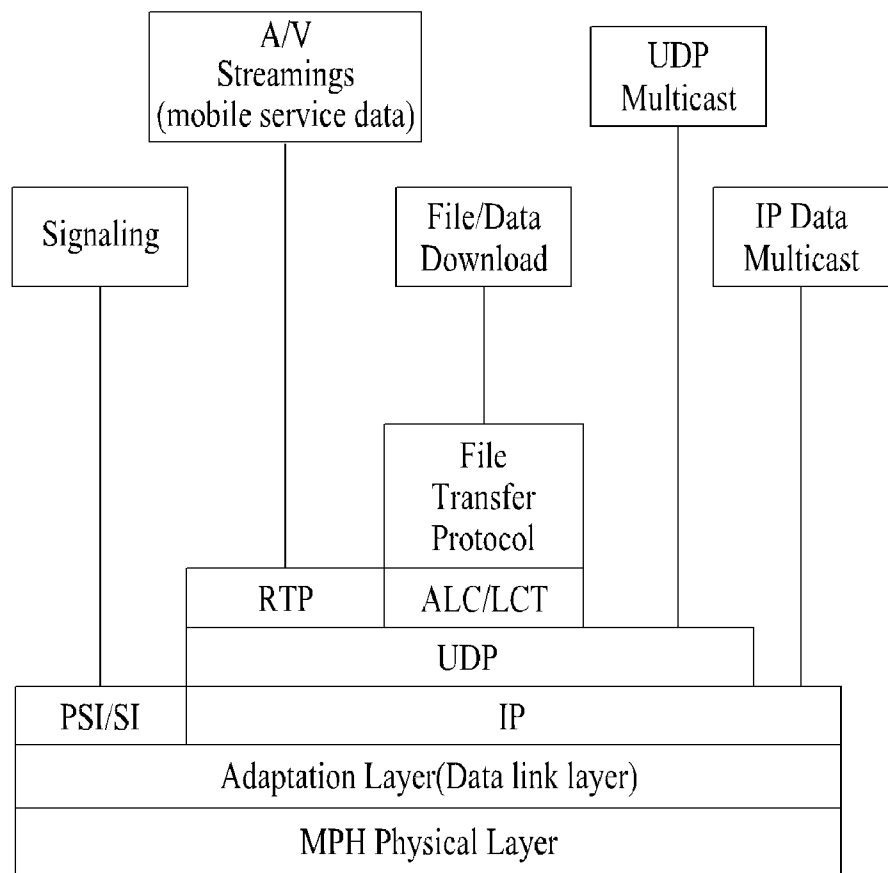 A/V
Streamings
(mobile service data)
UDP
Multicast
Signaling
File/Data
Download
IP Data
Multicast
File
Transfer
Protocol
RTP
ALC/LCT
UDP
PSI/SI
IP
Adaptation Layer(Data link layer)
MPH Physical Layer